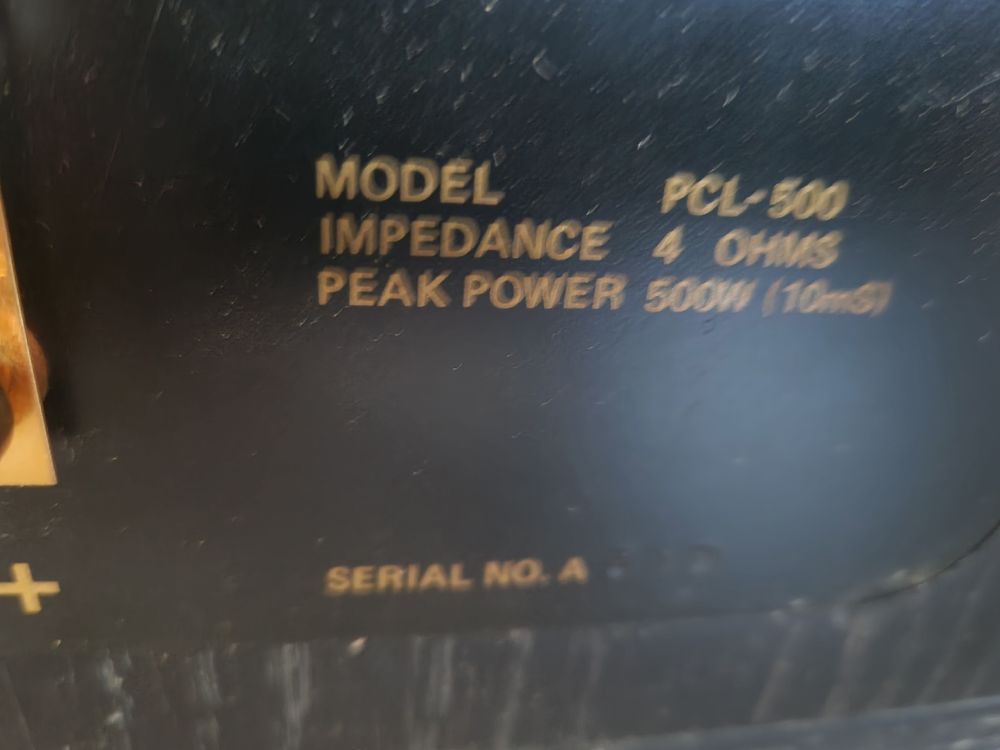 MODEL PCL-500
IMPEDANCE 4 OHMS
PEAK POWER 500W (10mS)
+
SERIAL NO. A